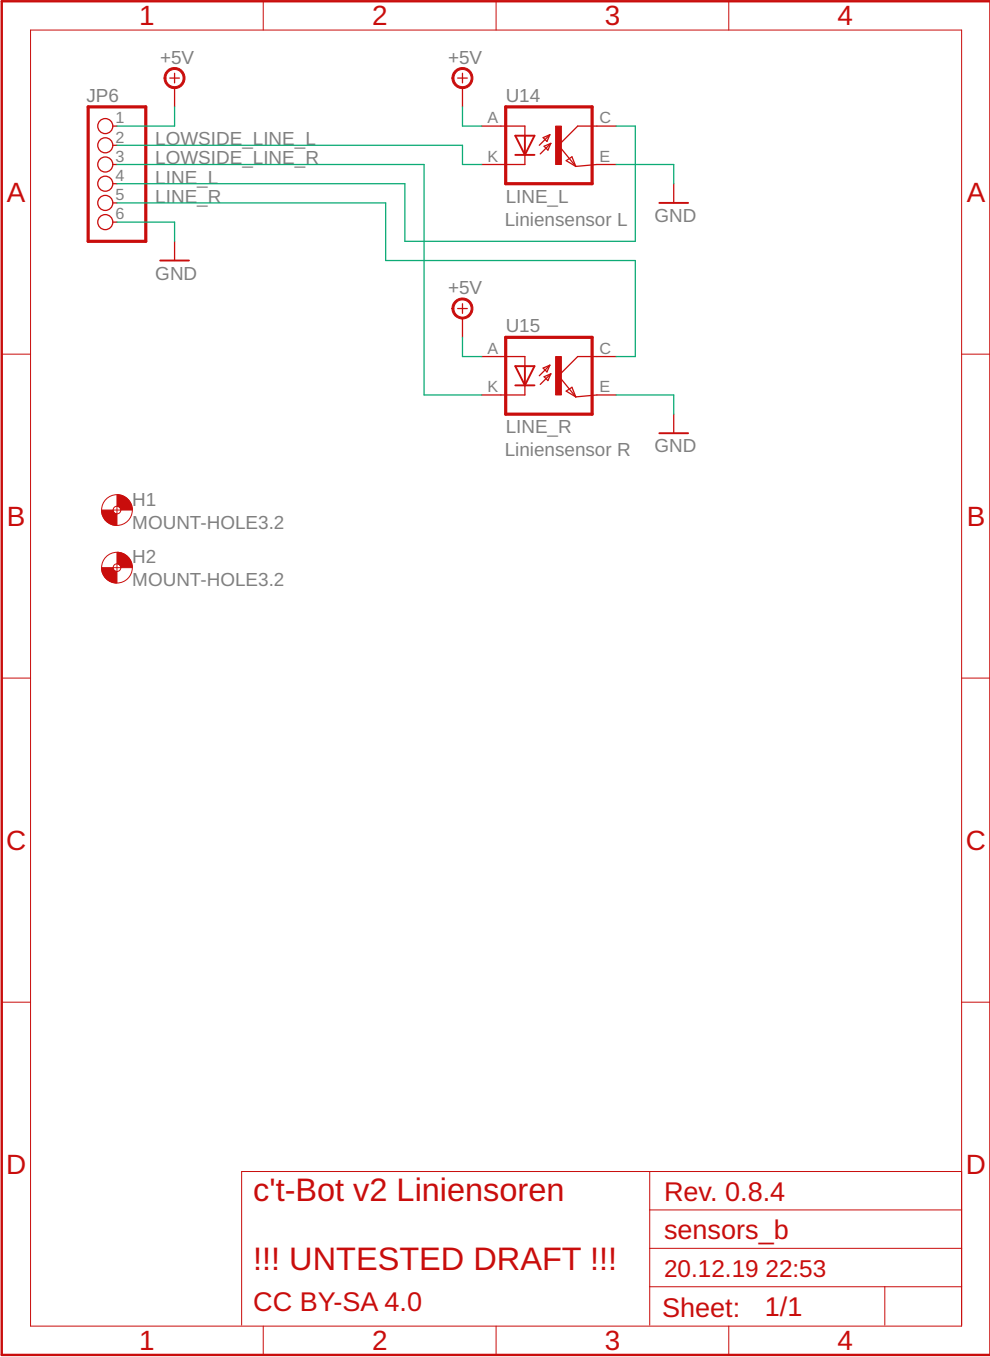 1 2 3 4
+5V +5V
JP6 U14
1 A C
2 LOWSIDE_LINE_L
3 LOWSIDE_LINE_R K E
4 LINE_L
5 LINE_R
6
A A
LINE_L
Liniensensor L
GND
GND
+5V
U15
A C
K E
LINE_R
Liniensensor R
GND
H1
MOUNT-HOLE3.2
B B
H2
MOUNT-HOLE3.2
C C
D D
c't-Bot v2 Liniensoren
!!! UNTESTED DRAFT !!!
CC BY-SA 4.0
Rev. 0.8.4
sensors_b
20.12.19 22:53
Sheet: 1/1
1 2 3 4